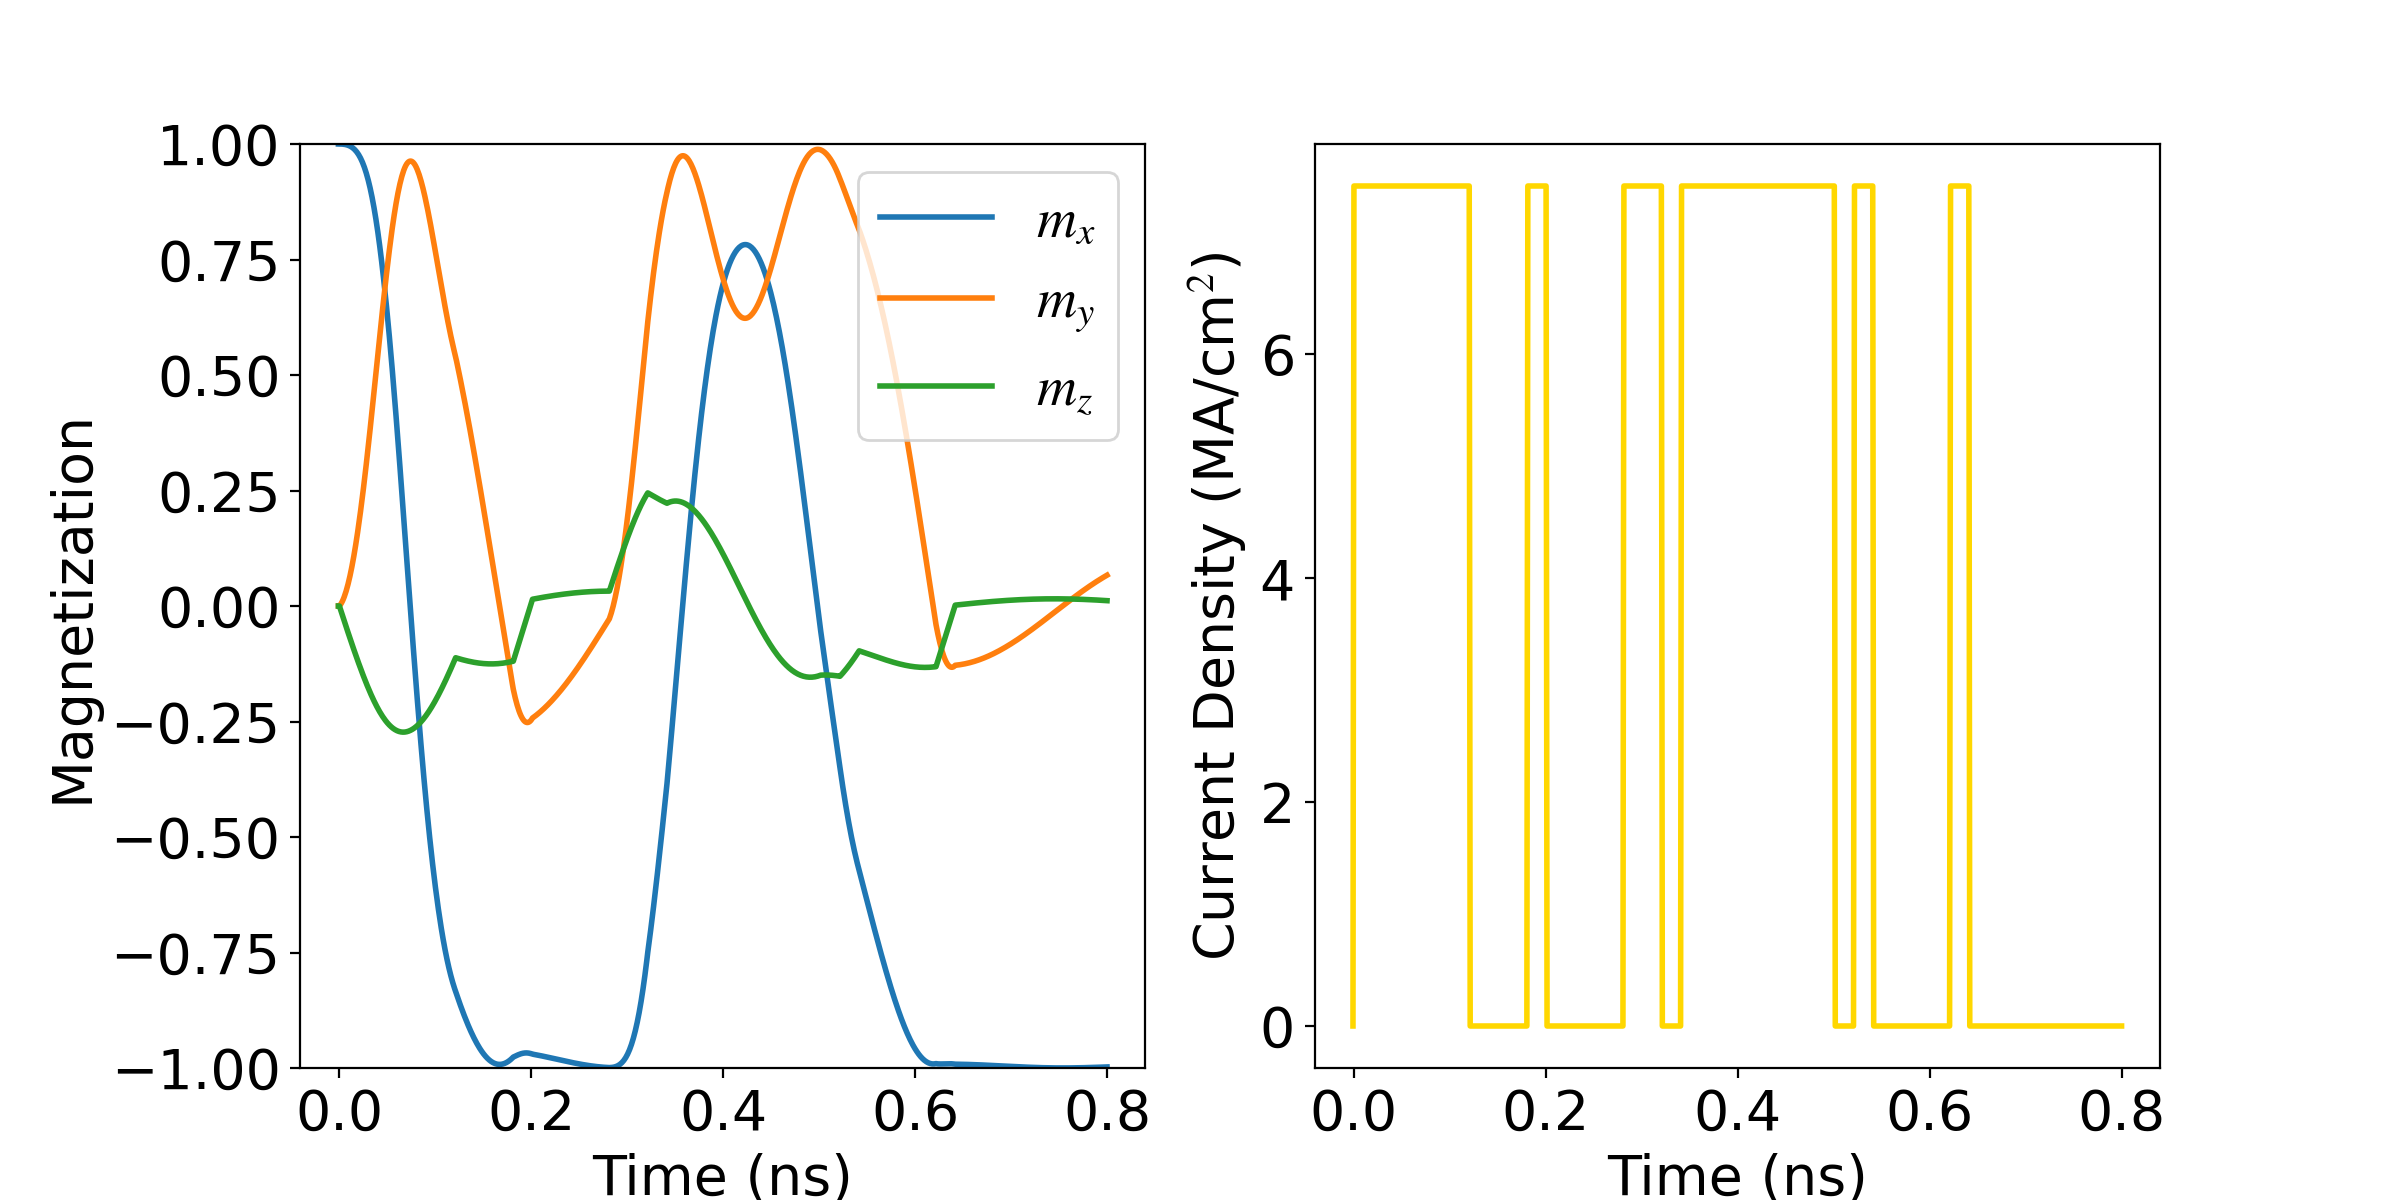 1.00
0.75
0.50
0.25
0.00
−0.25
−0.50
−0.75
−1.00
Magnetization
0.0 0.2 0.4 0.6 0.8
Time (ns)
m_x
m_y
m_z
6
4
2
0
Current Density (MA/cm²)
0.0 0.2 0.4 0.6 0.8
Time (ns)